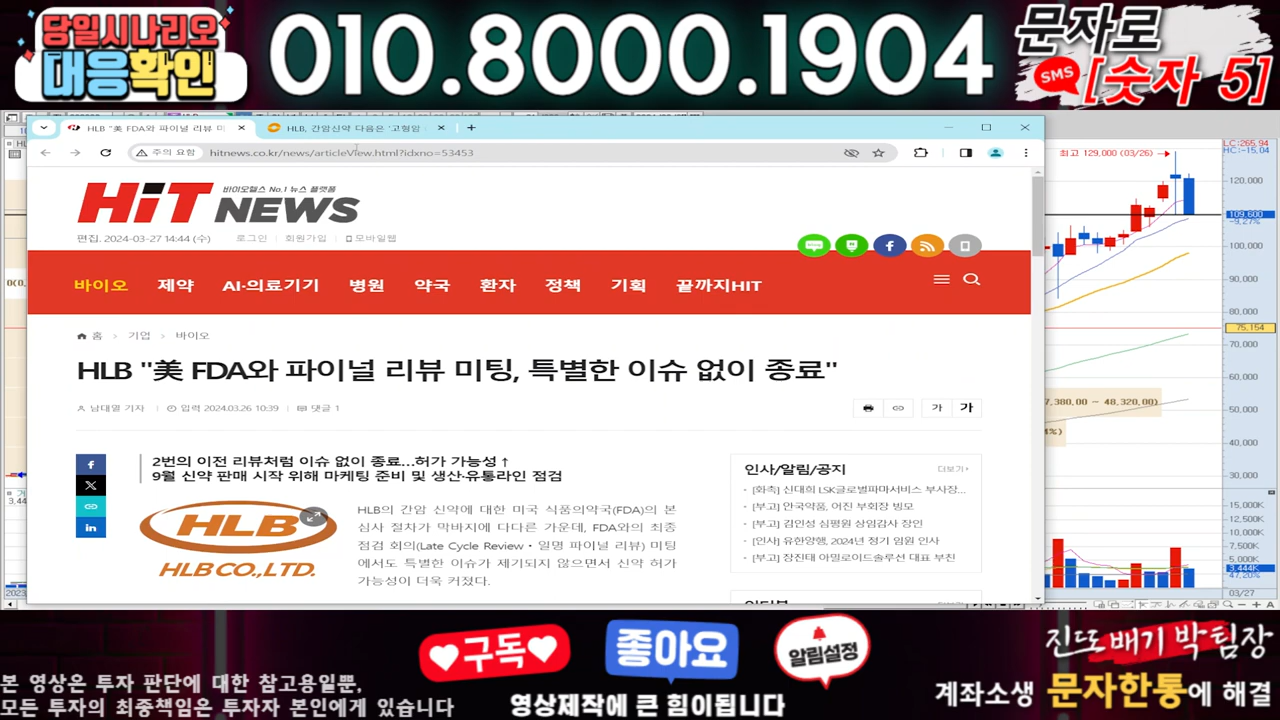 당일시나리오
대응확인
010.8000.1904
문자로
SMS [숫자 5]
HLB "美 FDA와 파이널 리뷰 미
HLB, 간암신약 다음은 '고형암
주의 요함
hitnews.co.kr/news/articleView.html?idxno=53453
HiT NEWS
바이오헬스 No.1 뉴스 플랫폼
편집. 2024-03-27 14:44 (수)
로그인
회원가입
모바일웹
바이오 제약 AI·의료기기 병원 약국 환자 정책 기획 끝까지HIT
홈 > 기업 > 바이오
HLB "美 FDA와 파이널 리뷰 미팅, 특별한 이슈 없이 종료"
남대열 기자
입력 2024.03.26 10:39
댓글 1
가 가
2번의 이전 리뷰처럼 이슈 없이 종료…허가 가능성↑
9월 신약 판매 시작 위해 마케팅 준비 및 생산·유통라인 점검
HLB
HLB CO.,LTD.
HLB의 간암 신약에 대한 미국 식품의약국(FDA)의 본
심사 절차가 막바지에 다다른 가운데, FDA와의 최종
점검 회의(Late Cycle Review·일명 파이널 리뷰) 미팅
에서도 특별한 이슈가 제기되지 않으면서 신약 허가
가능성이 더욱 커졌다.
인사/알림/공지
더보기
[화촉] 신대희 LSK글로벌파마서비스 부사장...
[부고] 안국약품, 어진 부회장 빙모
[부고] 김인성 심평원 상임감사 장인
[인사] 유한양행, 2024년 정기 임원 인사
[부고] 장진태 아밀로이드솔루션 대표 부친
LC:265.94
HC:-15.04
최고 129,000 (03/26)
120,000
109,600
-9.27%
100,000
90,000
80,000
75,154
70,000
60,000
7,380,00 ~ 48,320,00)
50,000
40,000
30,000
15,000K
12,500K
10,000K
7,500K
5,000K
3,444K
47.20%
03/27
구독
좋아요
알림설정
영상제작에 큰 힘이됩니다
본 영상은 투자 판단에 대한 참고용일뿐,
모든 투자의 최종책임은 투자자 본인에게 있습니다
진또배기 박팀장
계좌소생 문자한통에 해결